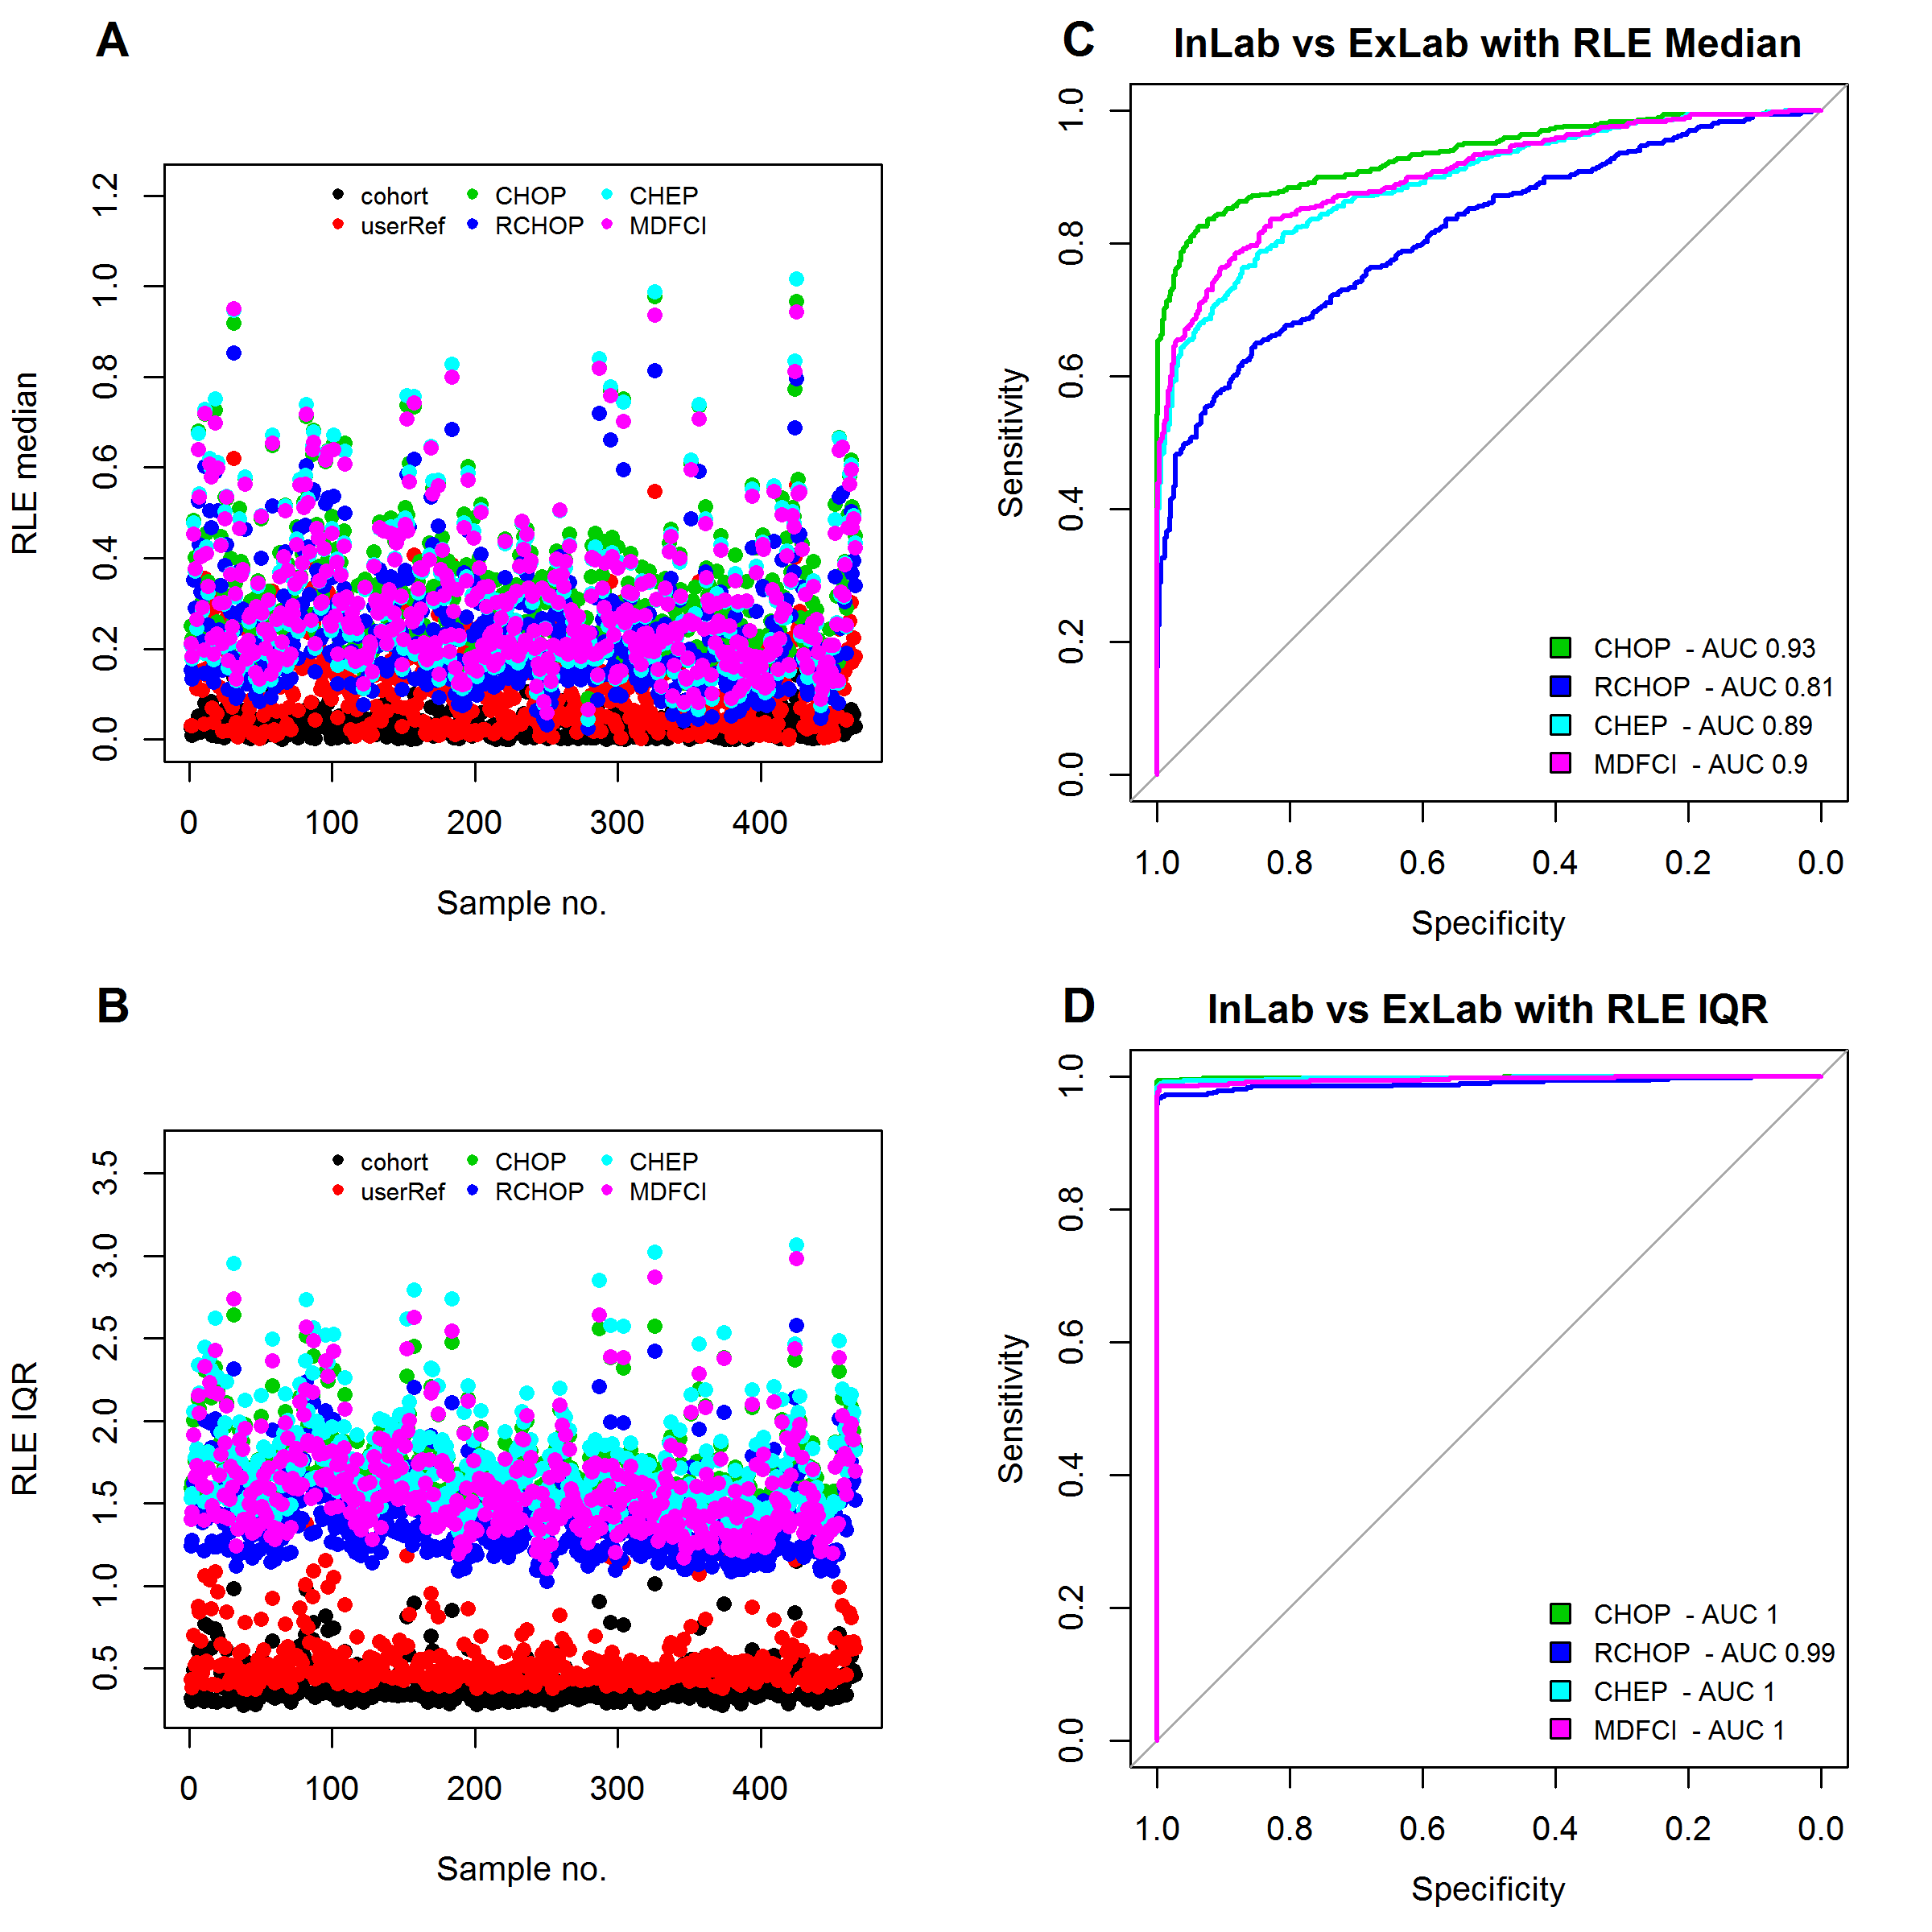 A
cohort CHOP CHEP
userRef RCHOP MDFCI
RLE median
0.0 0.2 0.4 0.6 0.8 1.0 1.2
0 100 200 300 400
Sample no.
C InLab vs ExLab with RLE Median
Sensitivity
0.0 0.2 0.4 0.6 0.8 1.0
CHOP - AUC 0.93
RCHOP - AUC 0.81
CHEP - AUC 0.89
MDFCI - AUC 0.9
1.0 0.8 0.6 0.4 0.2 0.0
Specificity
B
cohort CHOP CHEP
userRef RCHOP MDFCI
RLE IQR
0.5 1.0 1.5 2.0 2.5 3.0 3.5
0 100 200 300 400
Sample no.
D InLab vs ExLab with RLE IQR
Sensitivity
0.0 0.2 0.4 0.6 0.8 1.0
CHOP - AUC 1
RCHOP - AUC 0.99
CHEP - AUC 1
MDFCI - AUC 1
1.0 0.8 0.6 0.4 0.2 0.0
Specificity